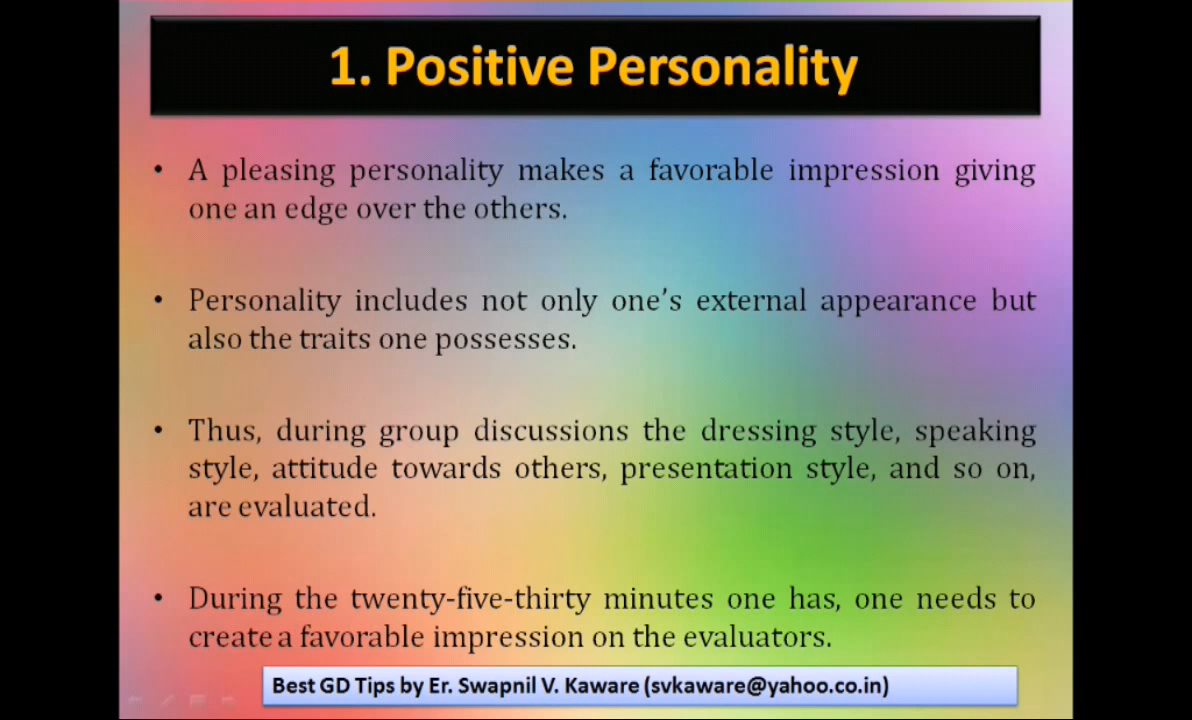 1. Positive Personality
• A pleasing personality makes a favorable impression giving
one an edge over the others.
• Personality includes not only one’s external appearance but
also the traits one possesses.
• Thus, during group discussions the dressing style, speaking
style, attitude towards others, presentation style, and so on,
are evaluated.
• During the twenty-five-thirty minutes one has, one needs to
create a favorable impression on the evaluators.
Best GD Tips by Er. Swapnil V. Kaware (svkaware@yahoo.co.in)